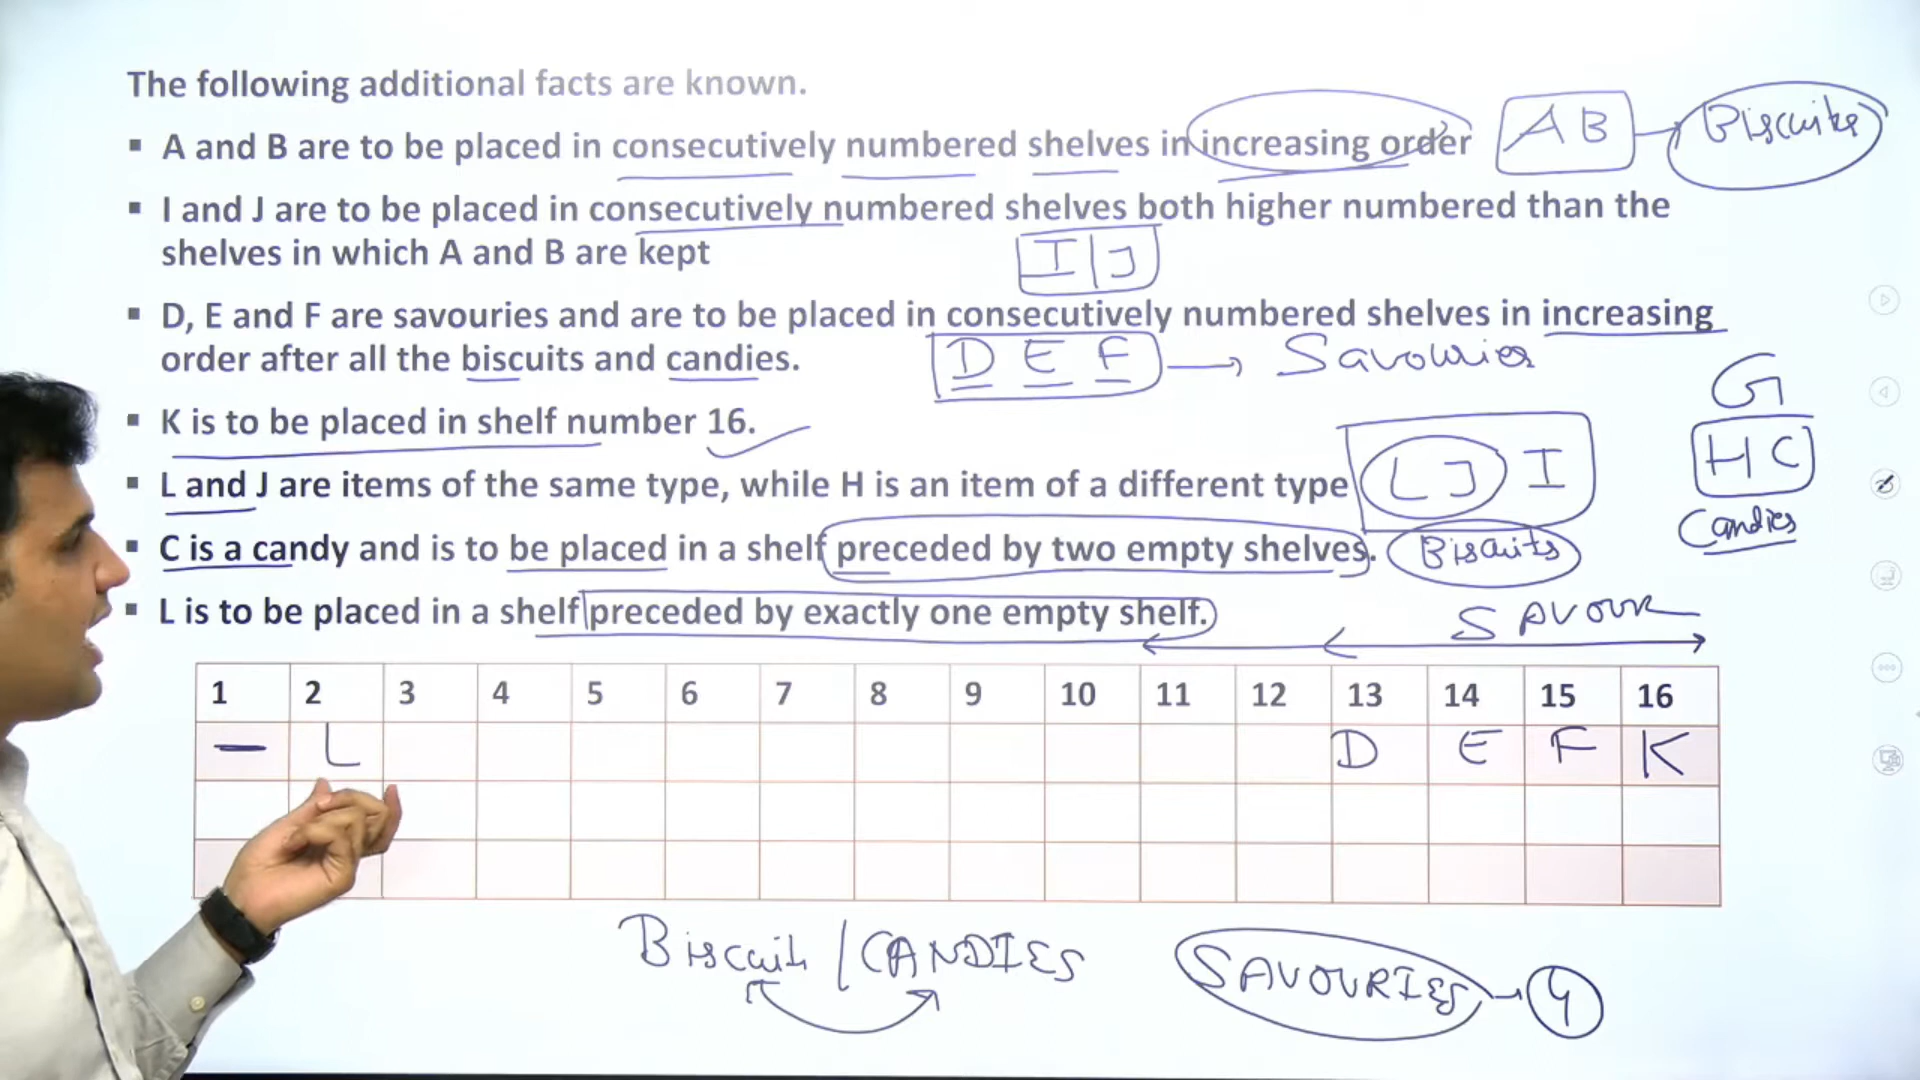 The following additional facts are known.
▪ A and B are to be placed in consecutively numbered shelves in increasing order
A B
Biscuits
▪ I and J are to be placed in consecutively numbered shelves both higher numbered than the
shelves in which A and B are kept
I J
▪ D, E and F are savouries and are to be placed in consecutively numbered shelves in increasing
order after all the biscuits and candies.
D E F → Savouries
G
▪ K is to be placed in shelf number 16.
▪ L and J are items of the same type, while H is an item of a different type
L J I
H C
Candies
▪ C is a candy and is to be placed in a shelf preceded by two empty shelves.
Biscuits
▪ L is to be placed in a shelf preceded by exactly one empty shelf.
SAVOUR
1 2 3 4 5 6 7 8 9 10 11 12 13 14 15 16
— L D E F K
Biscuit / CANDIES
SAVOURIES → 4